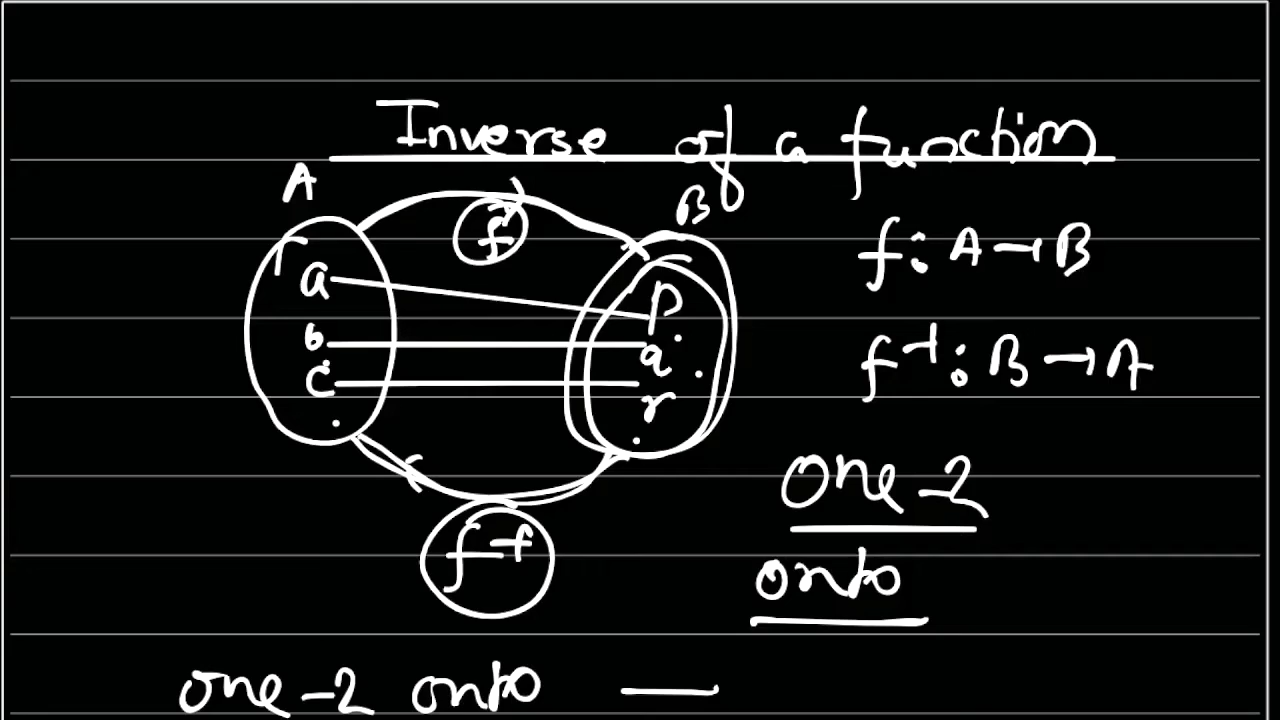 Inverse of a function
A
B
f
f: A → B
a
p
b
q
f⁻¹: B → A
c
r
one-2
f⁻¹
onto
one-2 onto —